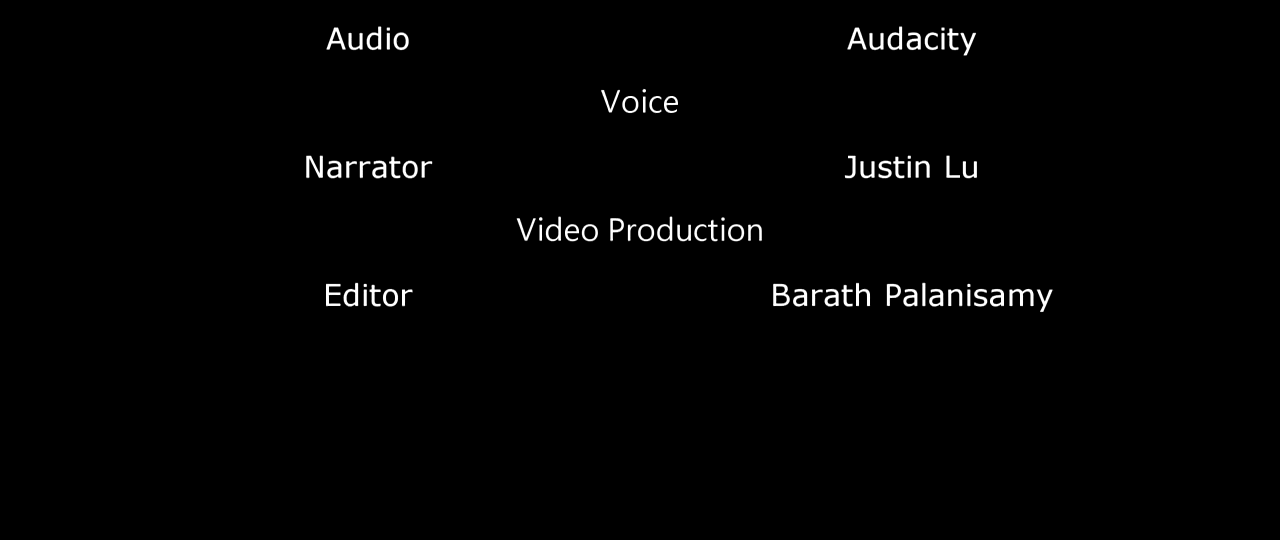 Audio Audacity
Voice
Narrator Justin Lu
Video Production
Editor Barath Palanisamy